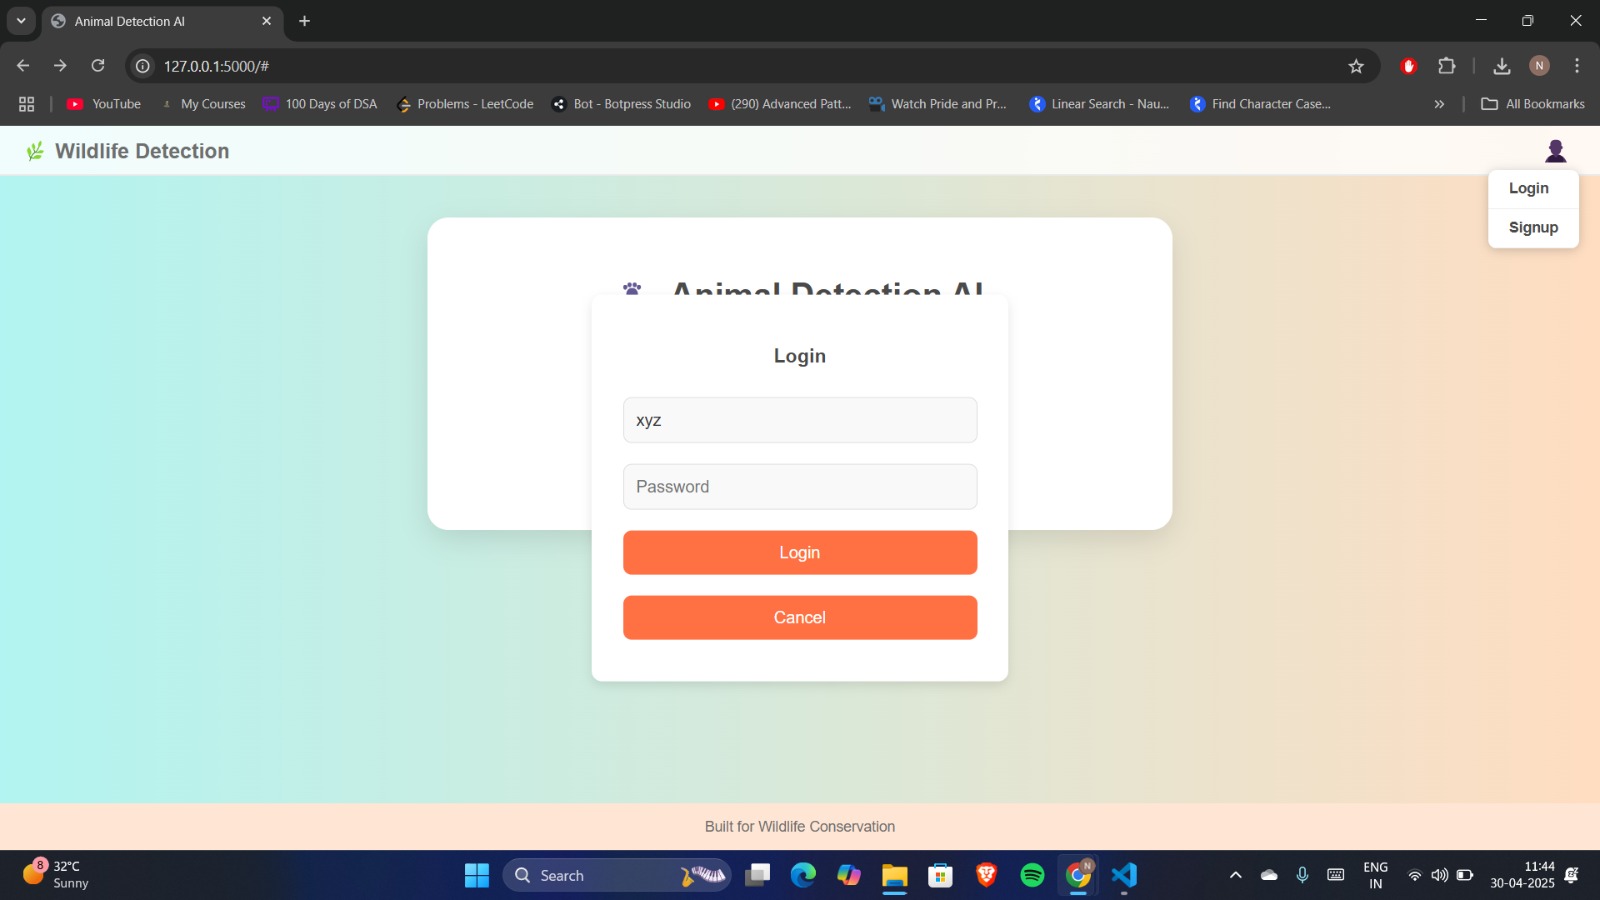 Animal Detection AI
127.0.0.1:5000/#
N
YouTube
My Courses
100 Days of DSA
Problems - LeetCode
Bot - Botpress Studio
(290) Advanced Patt...
Watch Pride and Pr...
Linear Search - Nau...
Find Character Case...
»
All Bookmarks
Wildlife Detection
Login
Signup
Animal Detection AI
Login
xyz
Password
Login
Cancel
Built for Wildlife Conservation
8
32°C
Sunny
Search
N
ENG
IN
11:44
30-04-2025